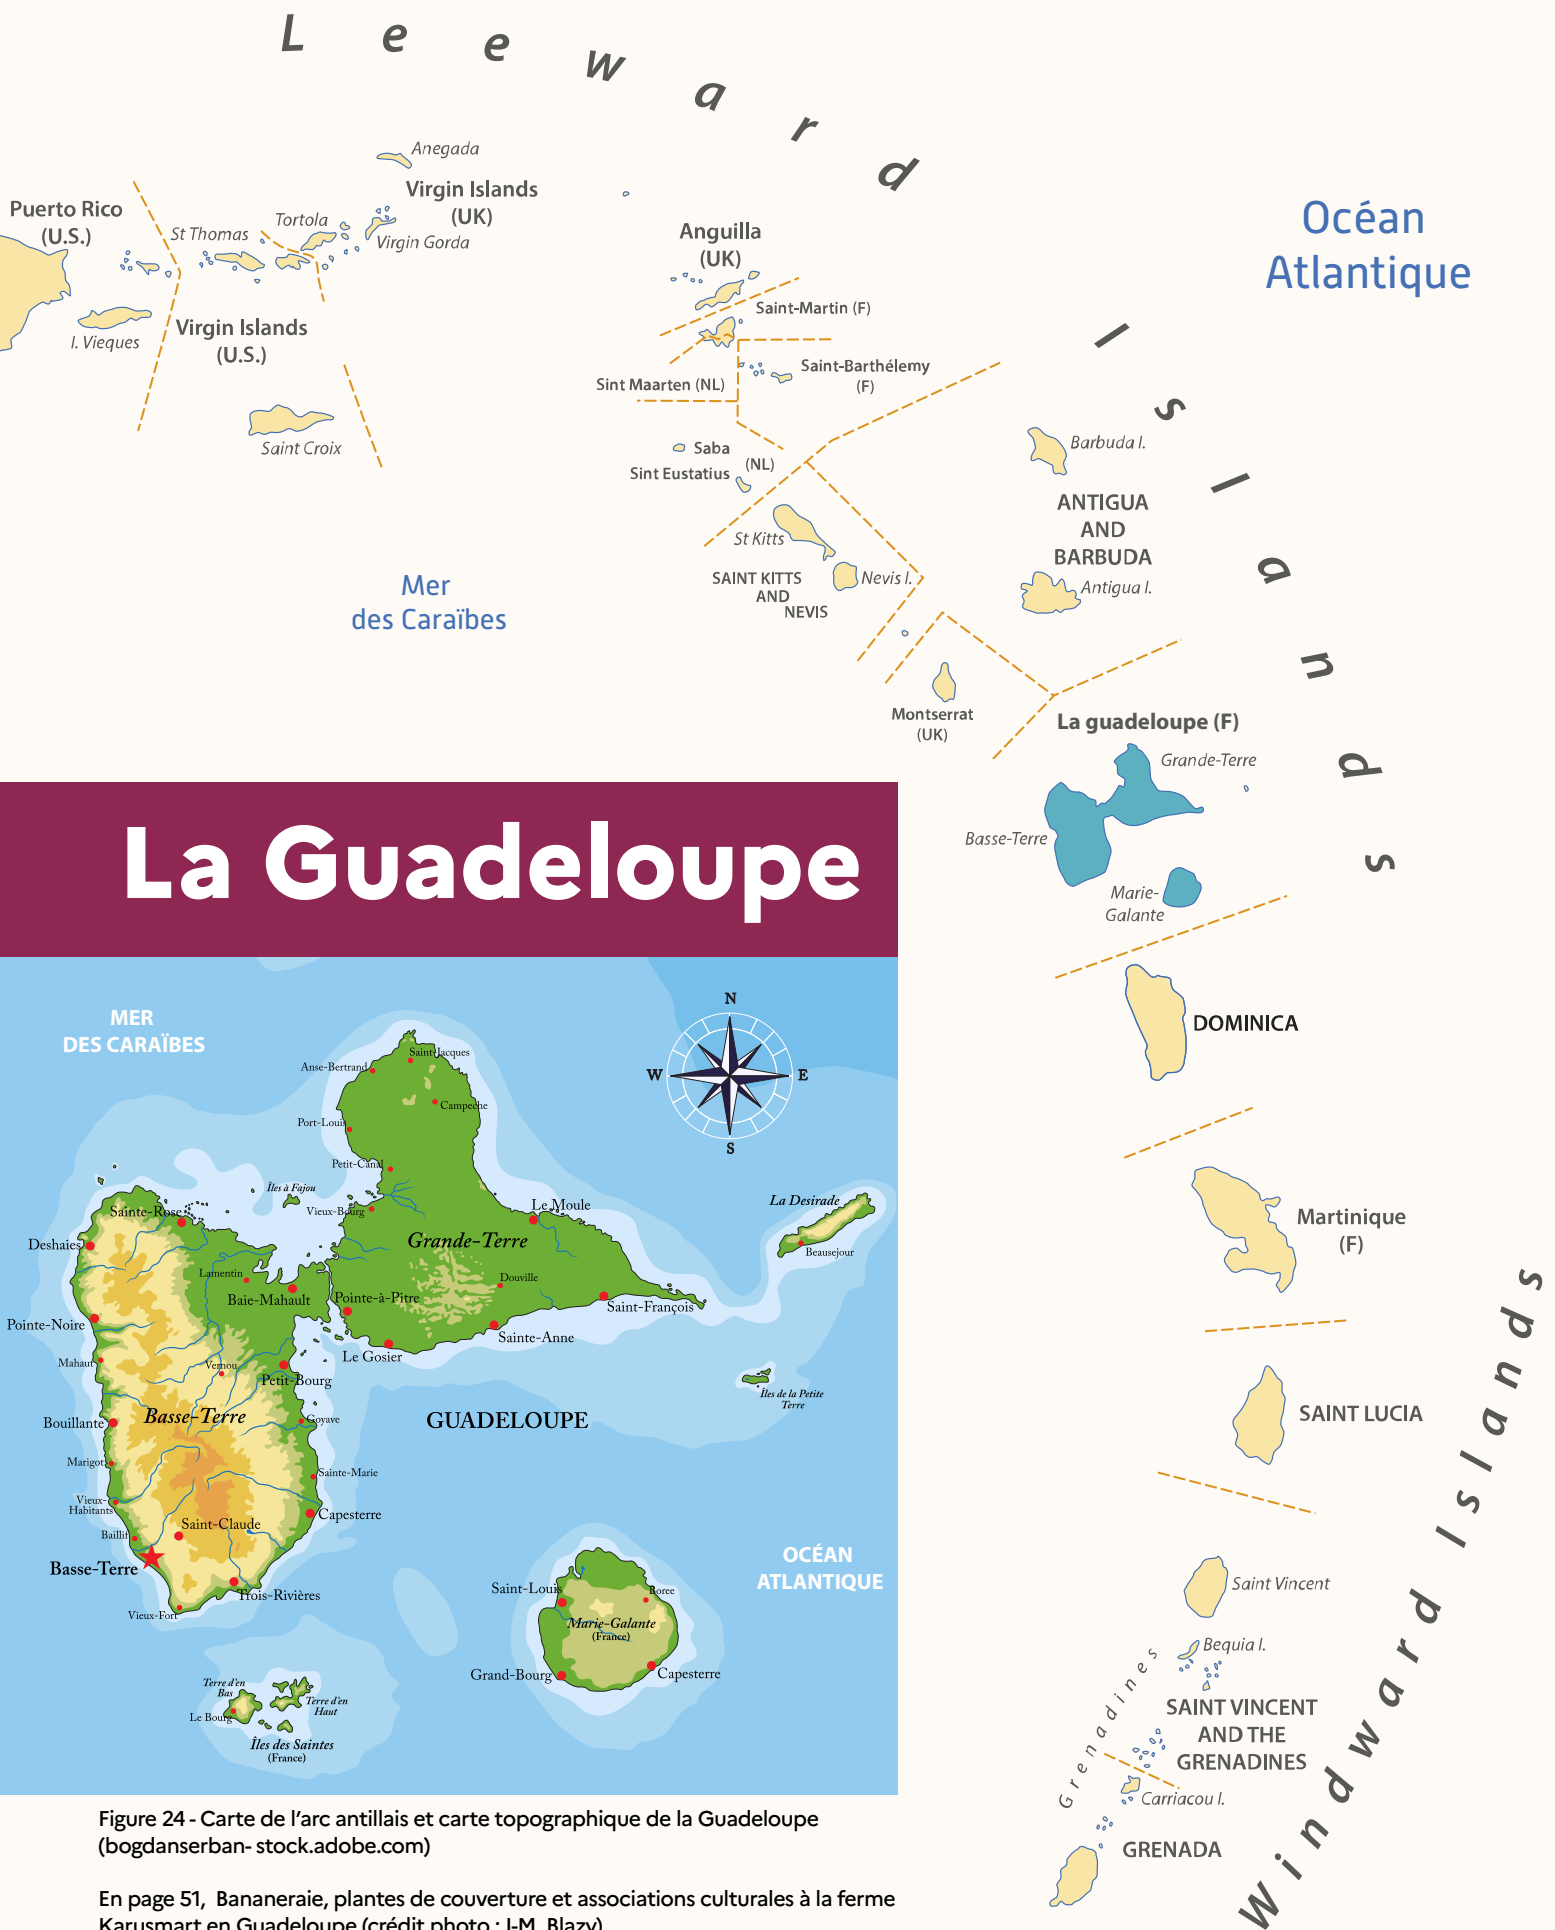 Leeward Islands
Anegada
Virgin Islands
(UK)
Puerto Rico
(U.S.)
Tortola
St Thomas
Virgin Gorda
I. Vieques
Virgin Islands
(U.S.)
Saint Croix
Anguilla
(UK)
Saint-Martin (F)
Saint-Barthélemy
(F)
Sint Maarten (NL)
Saba
(NL)
Sint Eustatius
St Kitts
SAINT KITTS
AND
NEVIS
Nevis I.
Océan
Atlantique
Barbuda I.
ANTIGUA
AND
BARBUDA
Antigua I.
Mer
des Caraïbes
Montserrat
(UK)
La guadeloupe (F)
Grande-Terre
Basse-Terre
Marie-
Galante
DOMINICA
Martinique
(F)
SAINT LUCIA
Saint Vincent
Bequia I.
Grenadines
SAINT VINCENT
AND THE
GRENADINES
Carriacou I.
GRENADA
Windward Islands
La Guadeloupe
MER
DES CARAÏBES
N
W
E
S
Saint-Jacques
Anse-Bertrand
Campeche
Port-Louis
Petit-Canal
Îles à Fajou
Vieux-Bourg
Le Moule
La Desirade
Beausejour
Sainte-Rose
Deshaies
Grande-Terre
Lamentin
Douville
Baie-Mahault
Pointe-à-Pitre
Saint-François
Pointe-Noire
Sainte-Anne
Le Gosier
Mahaut
Vernou
Petit-Bourg
Îles de la Petite
Terre
Basse-Terre
Bouillante
Goyave
GUADELOUPE
Marigot
Sainte-Marie
Vieux-
Habitants
Capesterre
Saint-Claude
Baillif
Basse-Terre
Trois-Rivières
Vieux-Fort
OCÉAN
ATLANTIQUE
Saint-Louis
Boree
Marie-Galante
(France)
Grand-Bourg
Capesterre
Terre d'en
Bas
Terre d'en
Haut
Le Bourg
Îles des Saintes
(France)
Figure 24 - Carte de l'arc antillais et carte topographique de la Guadeloupe
(bogdanserban- stock.adobe.com)
En page 51, Bananeraie, plantes de couverture et associations culturales à la ferme
Karusmart en Guadeloupe (crédit photo : J-M. Blazy)